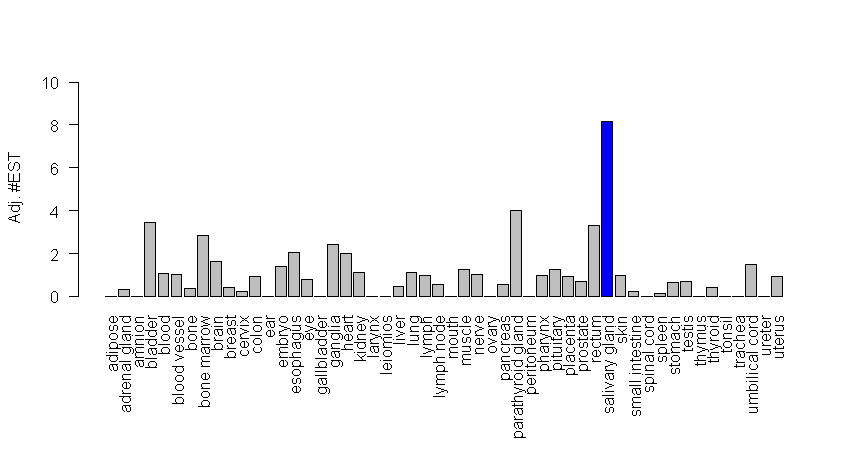 Adj. #EST
10
8
6
4
2
0
adipose
adrenal gland
amnion
bladder
blood
blood vessel
bone
bone marrow
brain
breast
cervix
colon
ear
embryo
esophagus
eye
gallbladder
ganglia
heart
kidney
larynx
leiomios
liver
lung
lymph
lymph node
mouth
muscle
nerve
ovary
pancreas
parathyroid gland
peritoneum
pharynx
pituitary
placenta
prostate
rectum
salivary gland
skin
small intestine
spinal cord
spleen
stomach
testis
thymus
thyroid
tonsil
trachea
umbilical cord
ureter
uterus